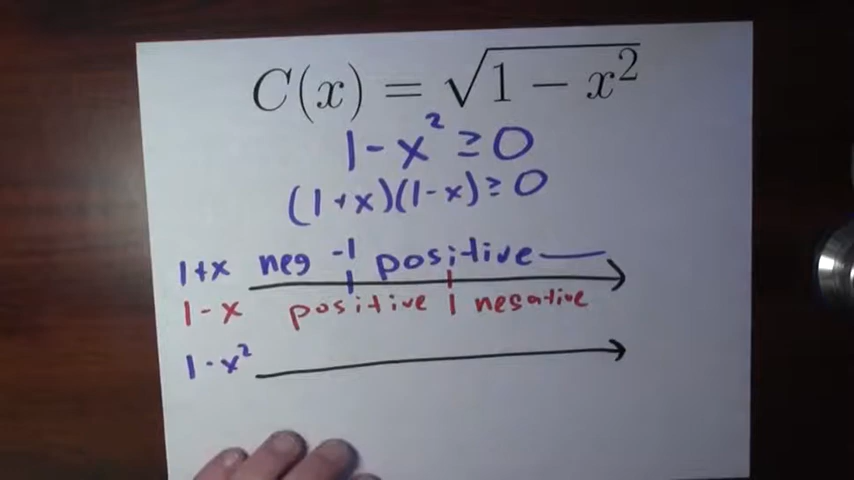 C(x) = √1 − x²
1 - x² ≥ 0
(1+x)(1-x) ≥ 0
1+x neg -1 positive
1 - x positive 1 negative
1 - x²